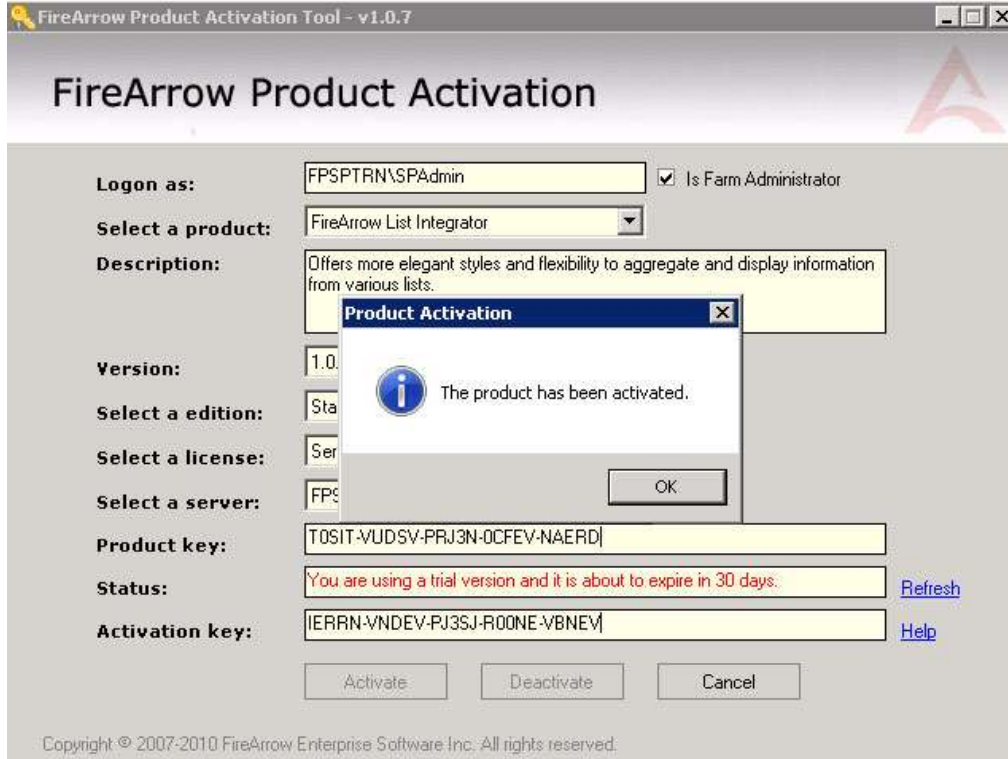 FireArrow Product Activation Tool - v1.0.7
FireArrow Product Activation
Logon as:
FPSPTRN\SPAdmin
Is Farm Administrator
Select a product:
FireArrow List Integrator
Description:
Offers more elegant styles and flexibility to aggregate and display information
from various lists.
Product Activation
The product has been activated.
OK
Version:
1.0.
Select a edition:
Sta
Select a license:
Ser
Select a server:
FPS
Product key:
T0SIT-VUDSV-PRJ3N-0CFEV-NAERD
Status:
You are using a trial version and it is about to expire in 30 days.
Refresh
Activation key:
IERRN-VNDEV-PJ3SJ-R00NE-VBNEV
Help
Activate
Deactivate
Cancel
Copyright © 2007-2010 FireArrow Enterprise Software Inc. All rights reserved.